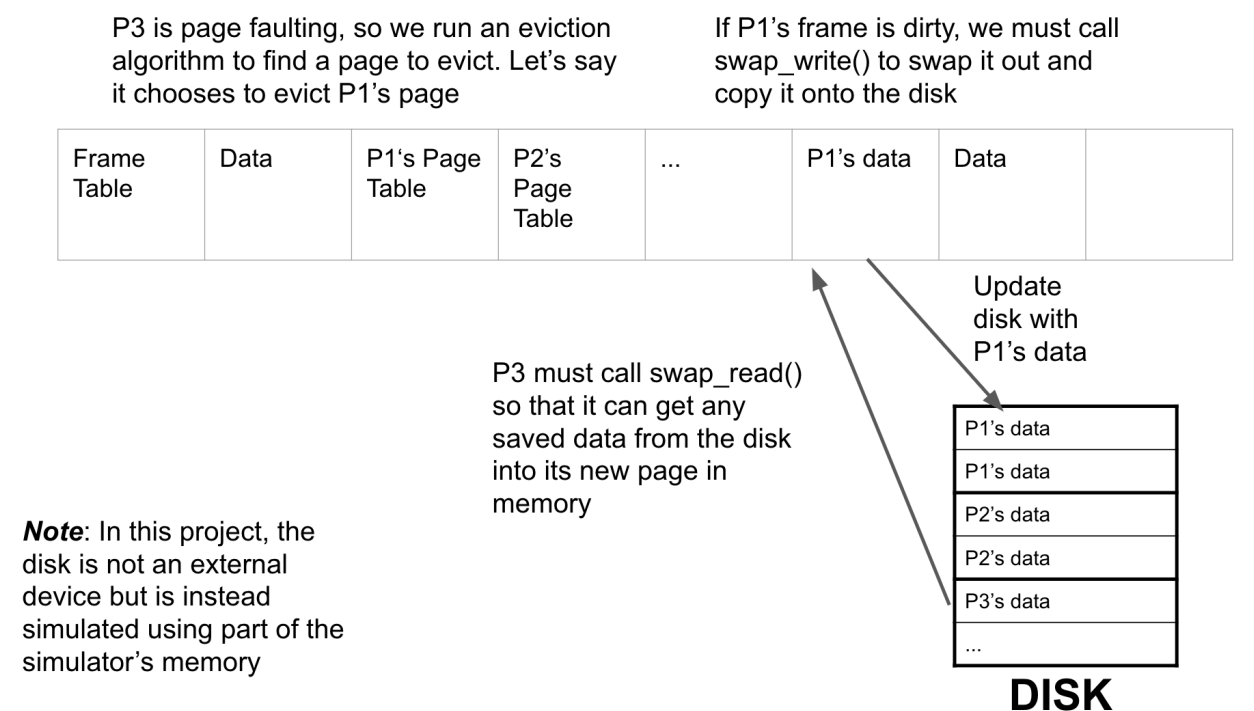 P3 is page faulting, so we run an eviction
algorithm to find a page to evict. Let’s say
it chooses to evict P1’s page
If P1’s frame is dirty, we must call
swap_write() to swap it out and
copy it onto the disk
Frame
Table
Data
P1‘s Page
Table
P2’s
Page
Table
...
P1’s data
Data
Update
disk with
P1’s data
P3 must call swap_read()
so that it can get any
saved data from the disk
into its new page in
memory
P1’s data
P1’s data
P2’s data
P2’s data
P3’s data
...
DISK
Note: In this project, the
disk is not an external
device but is instead
simulated using part of the
simulator’s memory